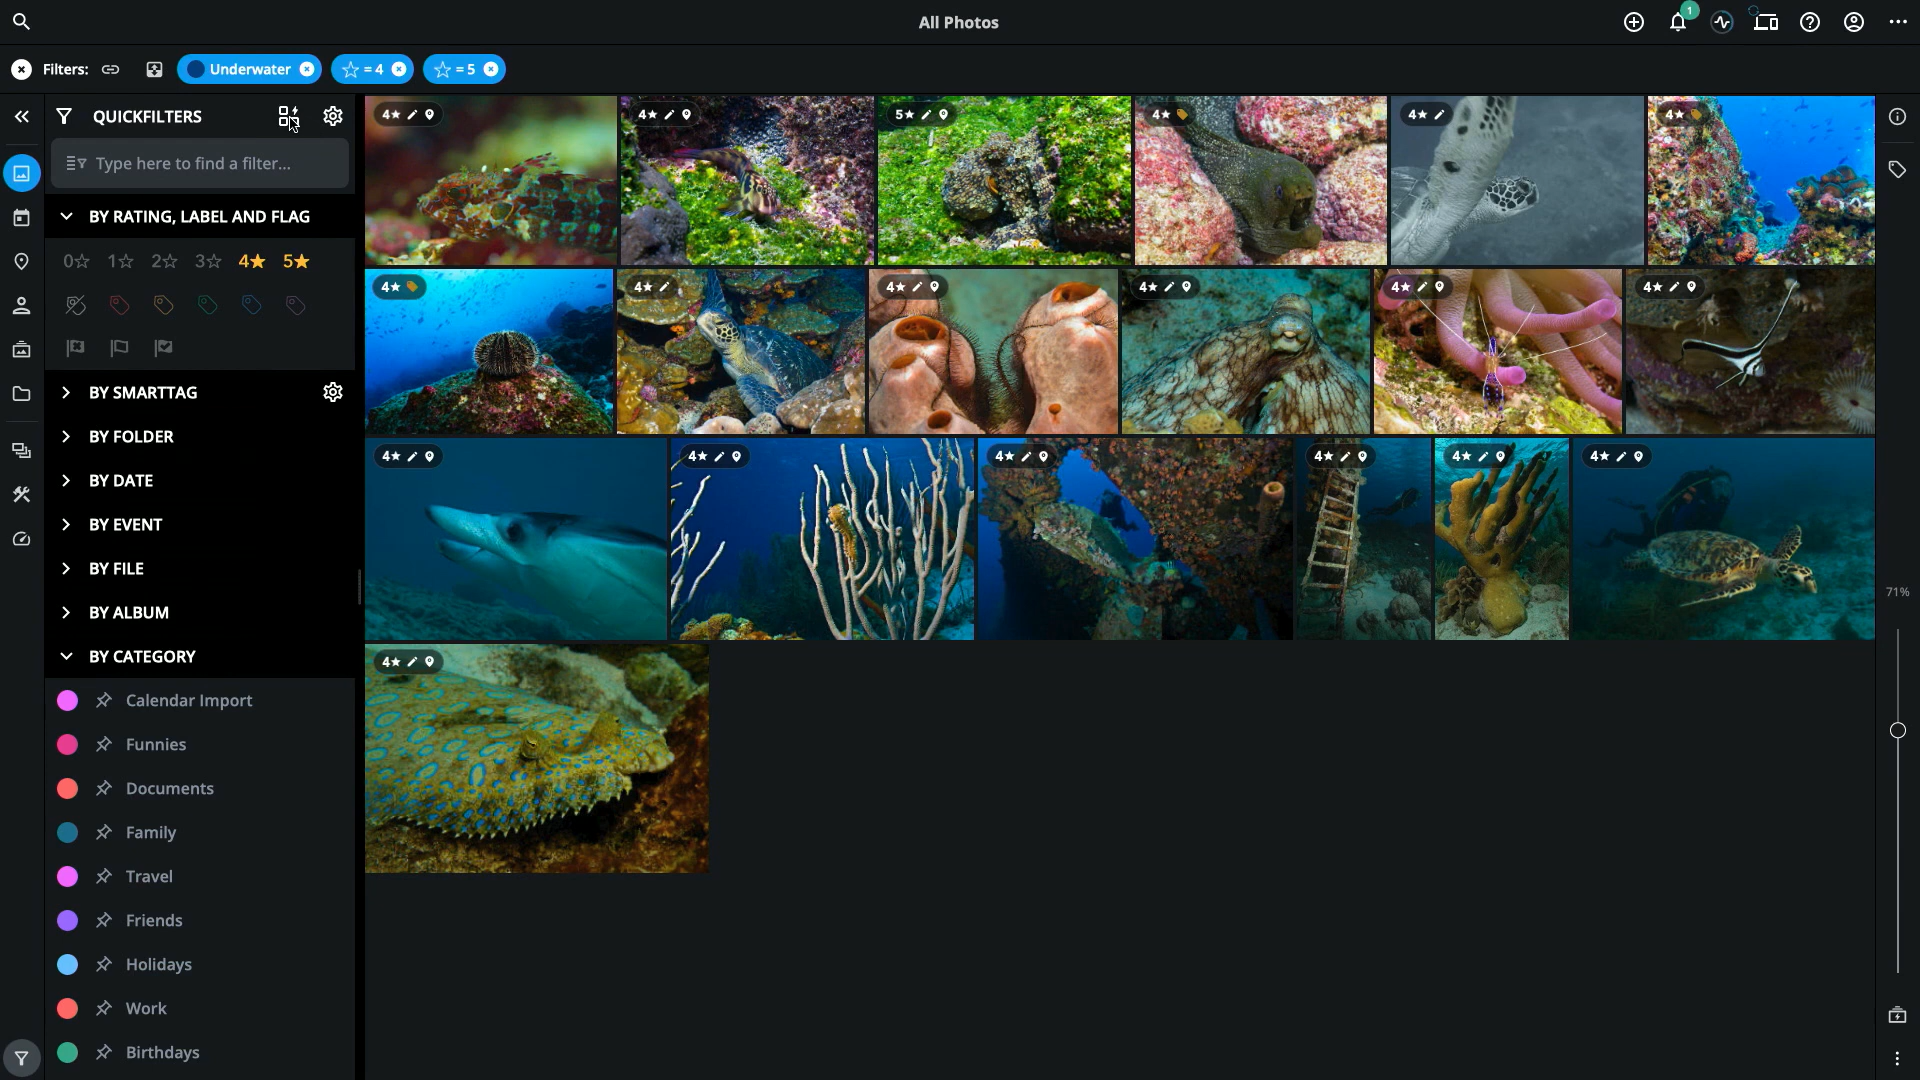 All Photos
1
Filters:
Underwater
= 4
= 5
QUICKFILTERS
Type here to find a filter...
BY RATING, LABEL AND FLAG
0 1 2 3 4 5
BY SMARTTAG
BY FOLDER
BY DATE
BY EVENT
BY FILE
BY ALBUM
BY CATEGORY
Calendar Import
Funnies
Documents
Family
Travel
Friends
Holidays
Work
Birthdays
4★ 4★ 5★ 4★ 4★ 4★
4★ 4★ 4★ 4★ 4★ 4★
4★ 4★ 4★ 4★ 4★ 4★
4★
71%